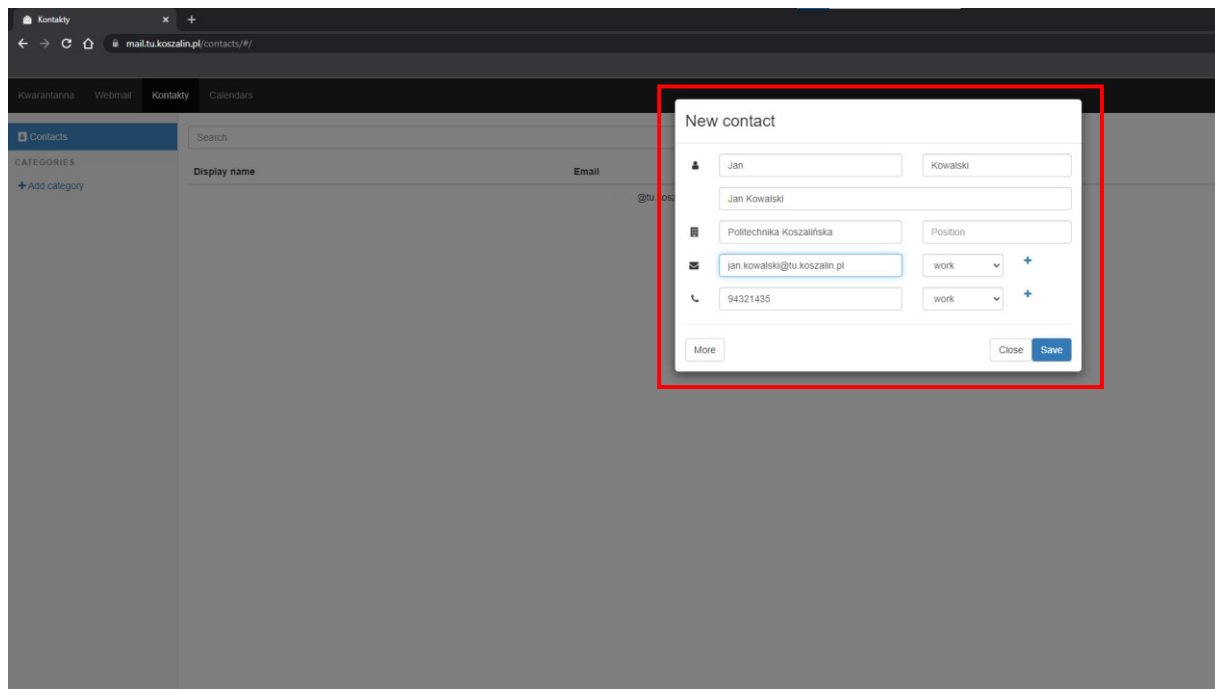 Kontakty
mail.tu.koszalin.pl/contacts/#/
Kwarantanna Webmail Kontakty Calendars
Contacts
Search
CATEGORIES
Display name Email
+ Add category
@tu.kosz
New contact
Jan Kowalski
Jan Kowalski
Politechnika Koszalińska Position
jan.kowalski@tu.koszalin.pl work +
94321435 work +
More Close Save